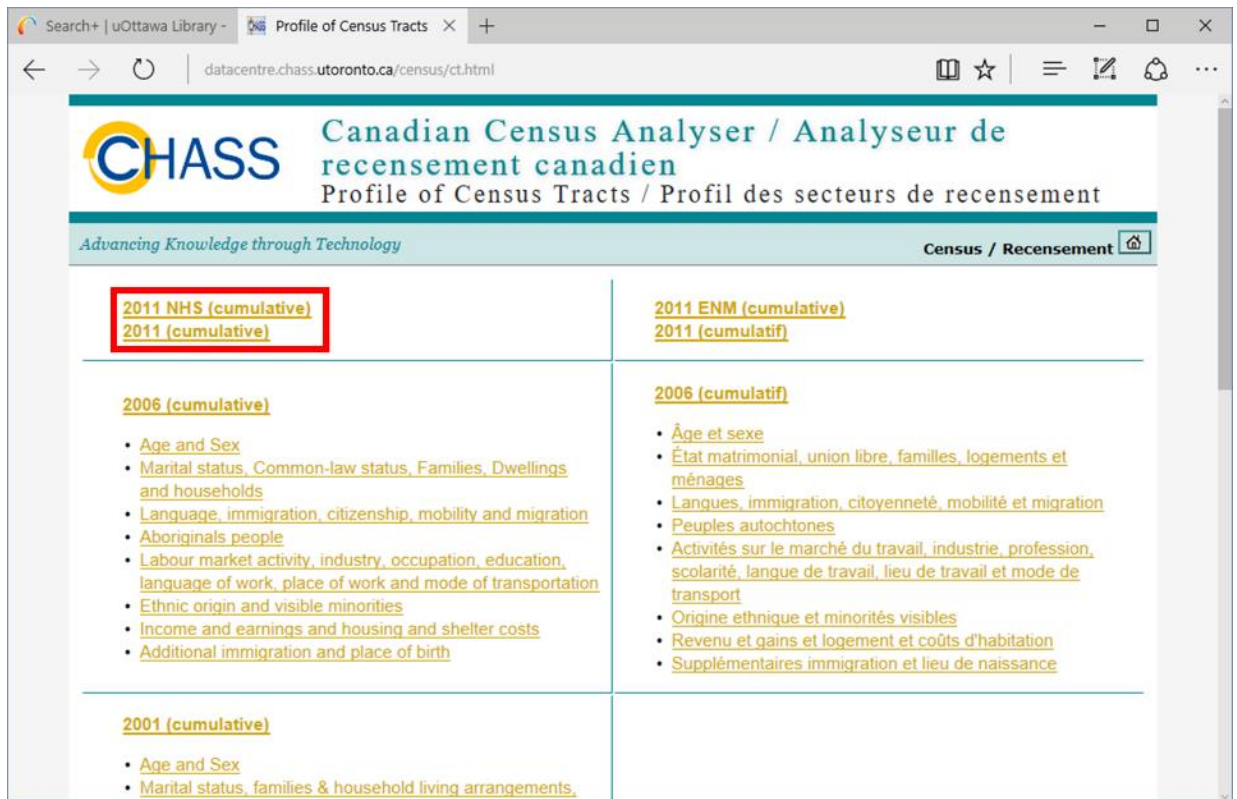 Search+ | uOttawa Library -
Profile of Census Tracts
datacentre.chass.utoronto.ca/census/ct.html
CHASS
Canadian Census Analyser / Analyseur de
recensement canadien
Profile of Census Tracts / Profil des secteurs de recensement
Advancing Knowledge through Technology
Census / Recensement
2011 NHS (cumulative)
2011 (cumulative)
2011 ENM (cumulative)
2011 (cumulatif)
2006 (cumulative)
• Age and Sex
• Marital status, Common-law status, Families, Dwellings
and households
• Language, immigration, citizenship, mobility and migration
• Aboriginals people
• Labour market activity, industry, occupation, education,
language of work, place of work and mode of transportation
• Ethnic origin and visible minorities
• Income and earnings and housing and shelter costs
• Additional immigration and place of birth
2006 (cumulatif)
• Âge et sexe
• État matrimonial, union libre, familles, logements et
ménages
• Langues, immigration, citoyenneté, mobilité et migration
• Peuples autochtones
• Activités sur le marché du travail, industrie, profession,
scolarité, langue de travail, lieu de travail et mode de
transport
• Origine ethnique et minorités visibles
• Revenu et gains et logement et coûts d'habitation
• Supplémentaires immigration et lieu de naissance
2001 (cumulative)
• Age and Sex
• Marital status, families & household living arrangements,